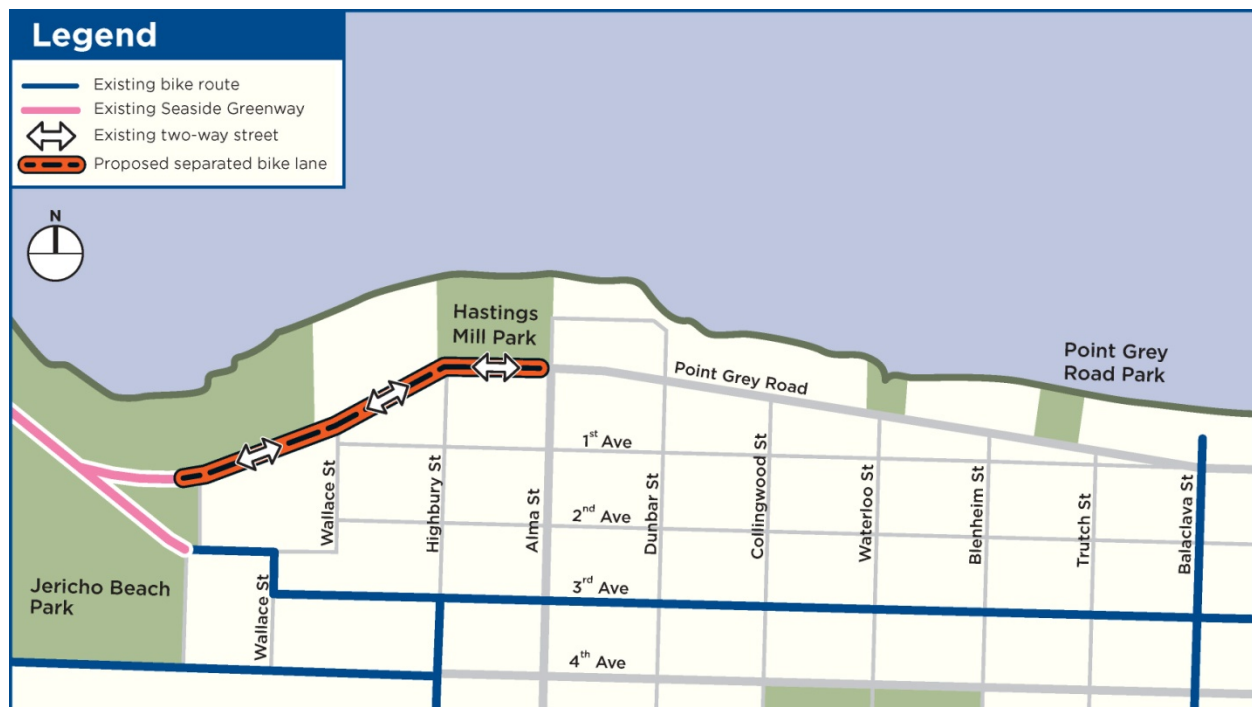 Legend
Existing bike route
Existing Seaside Greenway
Existing two-way street
Proposed separated bike lane
N
Hastings
Mill Park
Point Grey
Road Park
Point Grey Road
1st Ave
Wallace St
Highbury St
Alma St
Dunbar St
Collingwood St
Waterloo St
Blenheim St
Trutch St
Balaclava St
2nd Ave
Jericho Beach
Park
Wallace St
3rd Ave
4th Ave